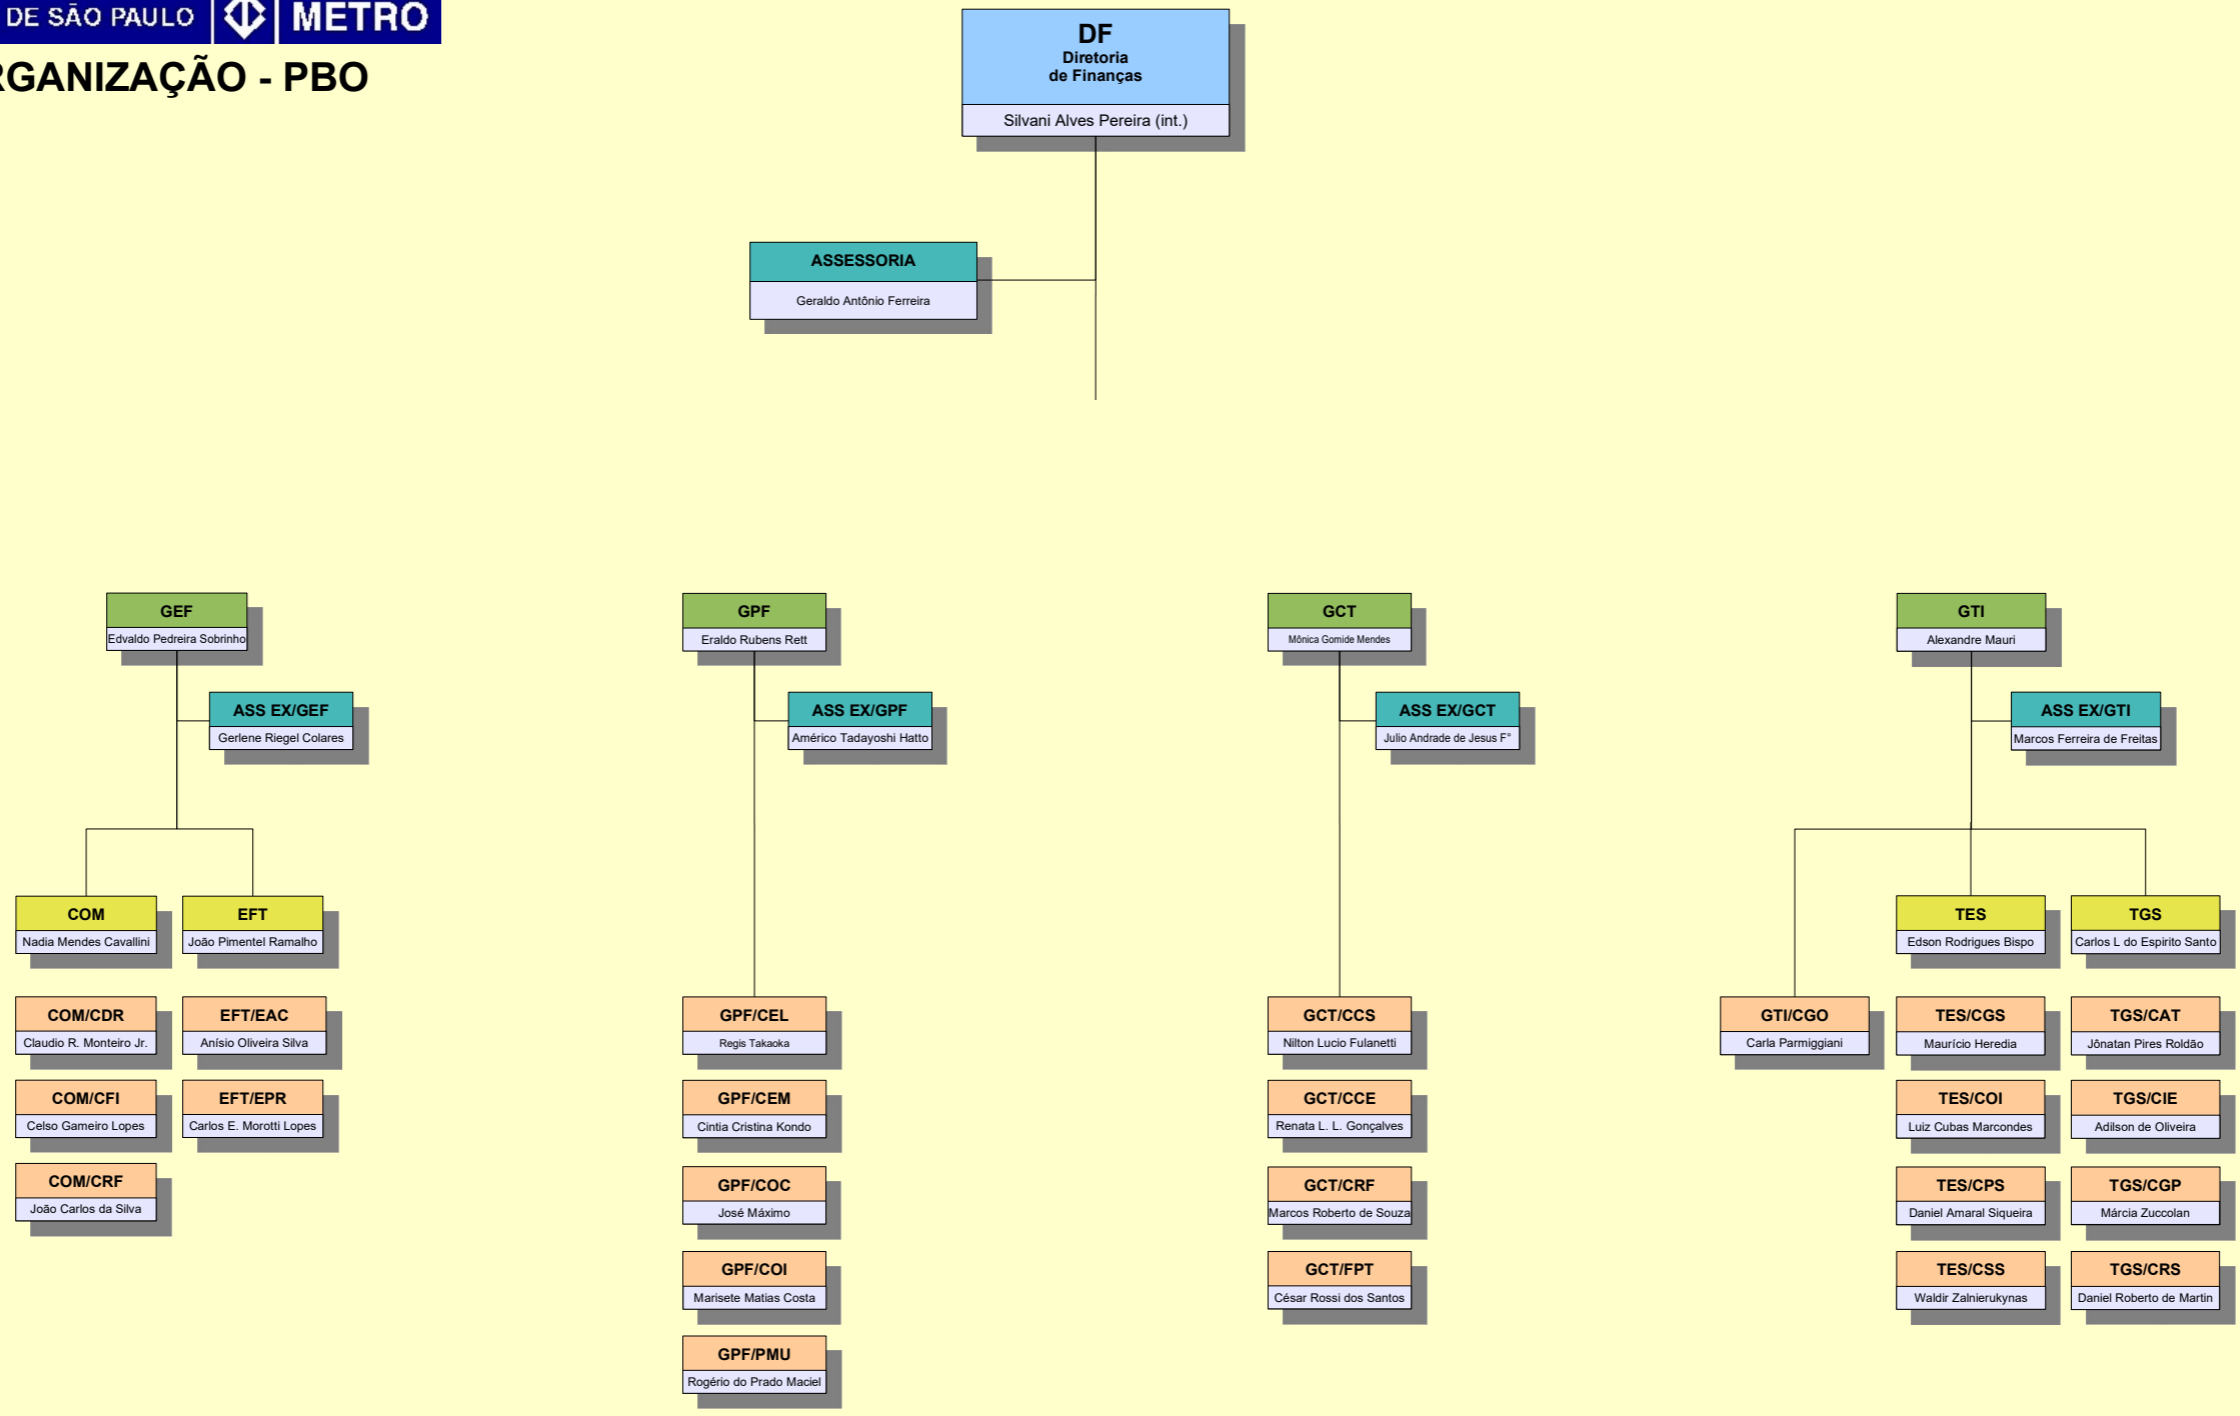 DE SÃO PAULO METRO
RGANIZAÇÃO - PBO
DF
Diretoria
de Finanças
Silvani Alves Pereira (int.)
ASSESSORIA
Geraldo Antônio Ferreira
GEF
Edvaldo Pedreira Sobrinho
ASS EX/GEF
Gerlene Riegel Colares
COM
Nadia Mendes Cavallini
EFT
João Pimentel Ramalho
COM/CDR
Claudio R. Monteiro Jr.
EFT/EAC
Anísio Oliveira Silva
COM/CFI
Celso Gameiro Lopes
EFT/EPR
Carlos E. Morotti Lopes
COM/CRF
João Carlos da Silva
GPF
Eraldo Rubens Rett
ASS EX/GPF
Américo Tadayoshi Hatto
GPF/CEL
Regis Takaoka
GPF/CEM
Cintia Cristina Kondo
GPF/COC
José Máximo
GPF/COI
Marisete Matias Costa
GPF/PMU
Rogério do Prado Maciel
GCT
Mônica Gomide Mendes
ASS EX/GCT
Julio Andrade de Jesus F°
GCT/CCS
Nilton Lucio Fulanetti
GCT/CCE
Renata L. L. Gonçalves
GCT/CRF
Marcos Roberto de Souza
GCT/FPT
César Rossi dos Santos
GTI
Alexandre Mauri
ASS EX/GTI
Marcos Ferreira de Freitas
TES
Edson Rodrigues Bispo
TGS
Carlos L do Espirito Santo
GTI/CGO
Carla Parmiggiani
TES/CGS
Maurício Heredia
TGS/CAT
Jônatan Pires Roldão
TES/COI
Luiz Cubas Marcondes
TGS/CIE
Adilson de Oliveira
TES/CPS
Daniel Amaral Siqueira
TGS/CGP
Márcia Zuccolan
TES/CSS
Waldir Zalnierukynas
TGS/CRS
Daniel Roberto de Martin